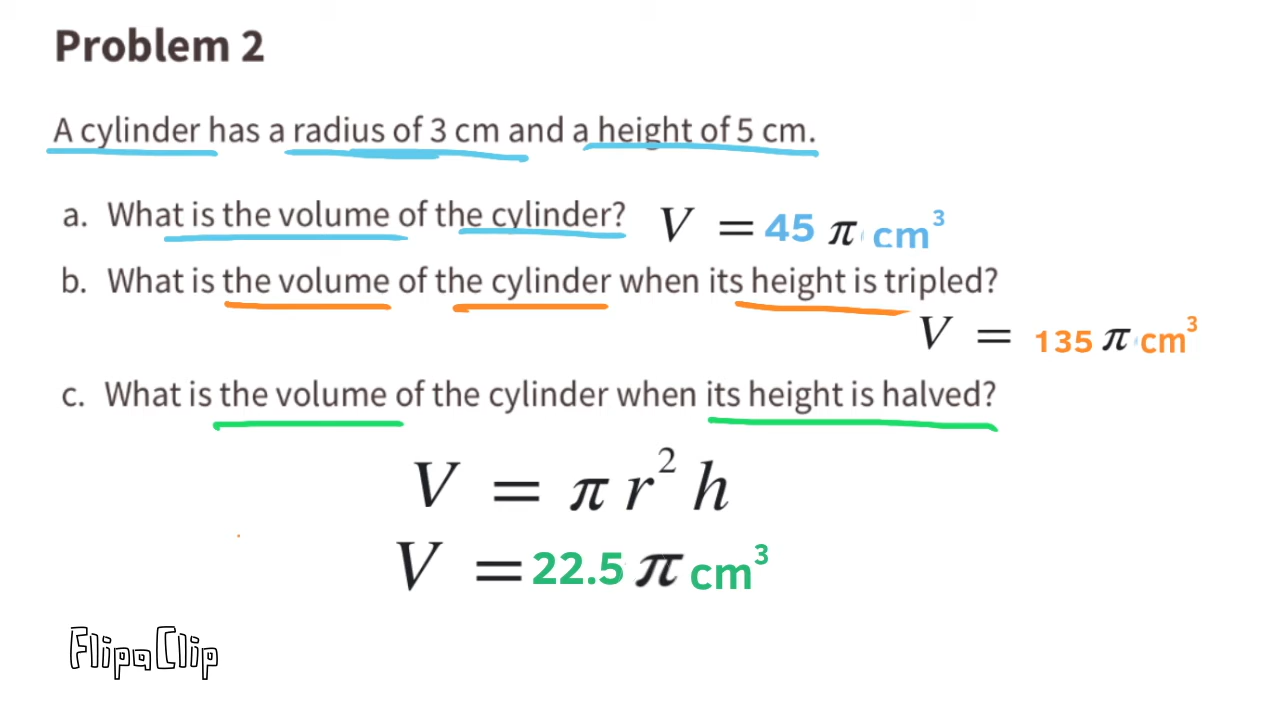 Problem 2
A cylinder has a radius of 3 cm and a height of 5 cm.
a. What is the volume of the cylinder? V = 45 π cm³
b. What is the volume of the cylinder when its height is tripled?
V = 135 π cm³
c. What is the volume of the cylinder when its height is halved?
V = π r² h
V = 22.5 π cm³
FlipaClip